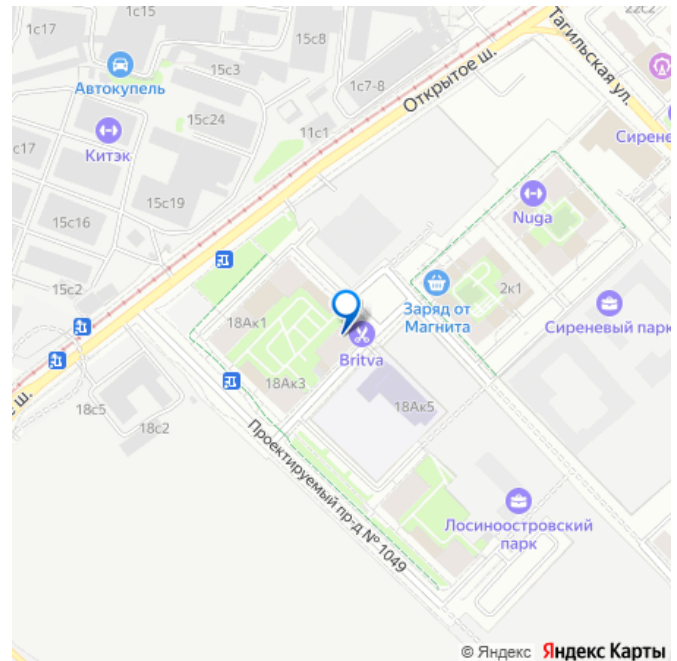 1с15
22с2
1с17
15с8
15с3
Автокупель
1с7-8
Открытое ш.
Тагильская ул.
15с24
11с1
Китэк
с17
Сирене
15с19
15с16
Nuga
15с2
2к1
Заряд от
Магнита
Сиреневый парк
18Ак1
Britva
18Ак3
18Ак5
е ш.
18с5
18с2
Проектируемый пр-д № 1049
Лосиноостровский
парк
© Яндекс Яндекс Карты